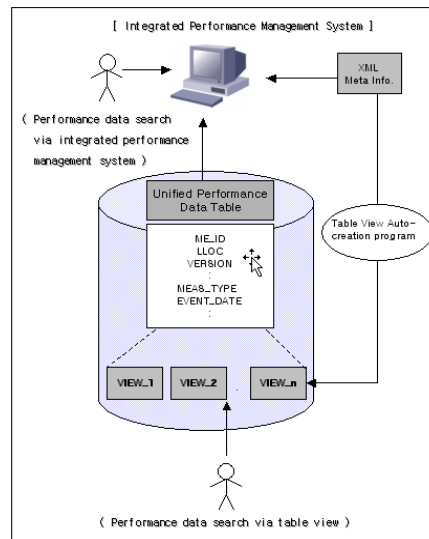 [ Integrated Performance Management System ]
XML
Meta Info.
( Performance data search
via integrated performance
management system )
Unified Performance
Data Table
Table View Auto-
creation program
ME_ID
LLOC
VERSION
:
MEAS_TYPE
EVENT_DATE
:
VIEW_1
VIEW_2
.
VIEW_n
( Performance data search via table view )